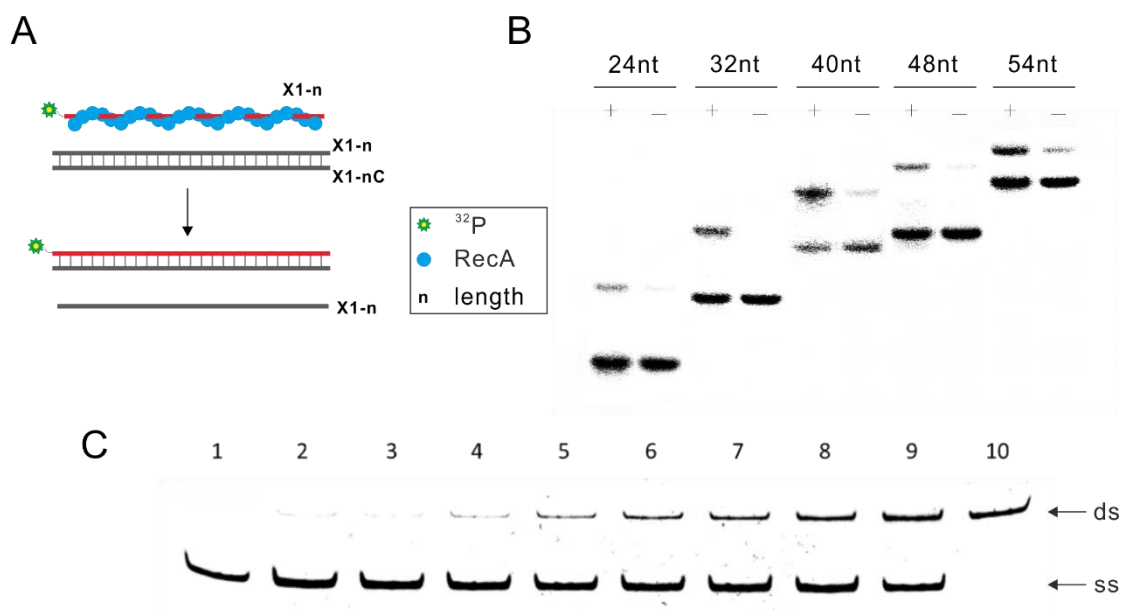 A
X1-n
X1-n
X1-nC
X1-n
32P
RecA
n length
B
24nt 32nt 40nt 48nt 54nt
+ − + − + − + − + −
C
1 2 3 4 5 6 7 8 9 10
ds
ss